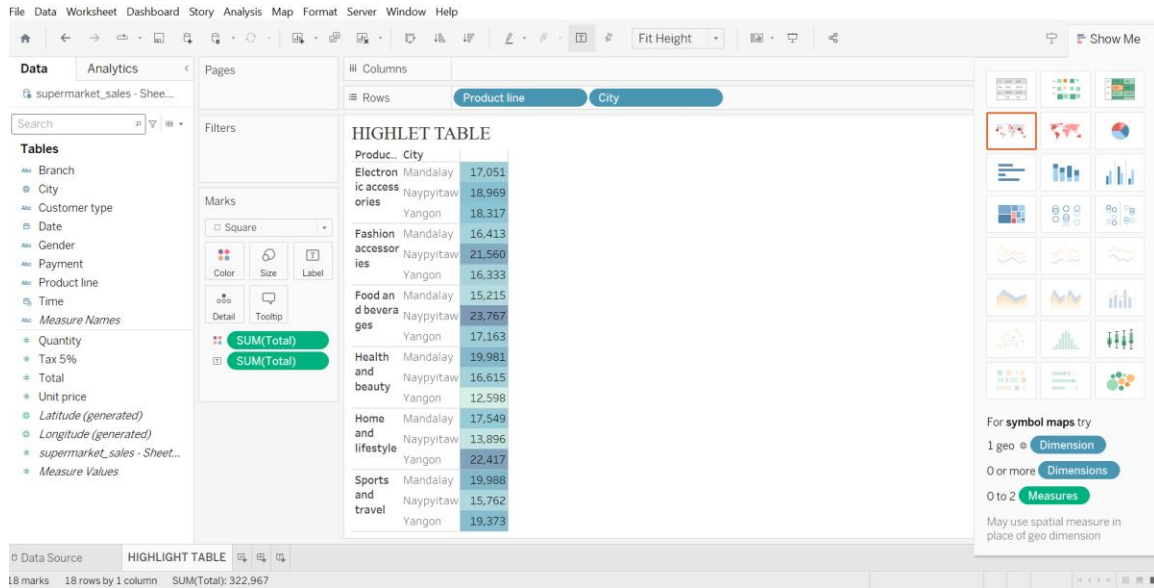 File Data Worksheet Dashboard Story Analysis Map Format Server Window Help
Fit Height
Show Me
Data Analytics
Pages
Columns
supermarket_sales - Shee...
Rows Product line City
Search
Filters
Tables
Branch
City
Customer type
Date
Gender
Payment
Product line
Time
Measure Names
Quantity
Tax 5%
Total
Unit price
Latitude (generated)
Longitude (generated)
supermarket_sales - Sheet...
Measure Values
Marks
Square
Color Size Label
Detail Tooltip
SUM(Total)
SUM(Total)
HIGHLET TABLE
Produc.. City
Electron Mandalay 17,051
ic access Naypyitaw 18,969
ories Yangon 18,317
Fashion Mandalay 16,413
accessor Naypyitaw 21,560
ies Yangon 16,333
Food an Mandalay 15,215
d bevera Naypyitaw 23,767
ges Yangon 17,163
Health Mandalay 19,981
and Naypyitaw 16,615
beauty Yangon 12,598
Home Mandalay 17,549
and Naypyitaw 13,896
lifestyle Yangon 22,417
Sports Mandalay 19,988
and Naypyitaw 15,762
travel Yangon 19,373
For symbol maps try
1 geo Dimension
0 or more Dimensions
0 to 2 Measures
May use spatial measure in
place of geo dimension
Data Source HIGHLIGHT TABLE
18 marks 18 rows by 1 column SUM(Total): 322,967